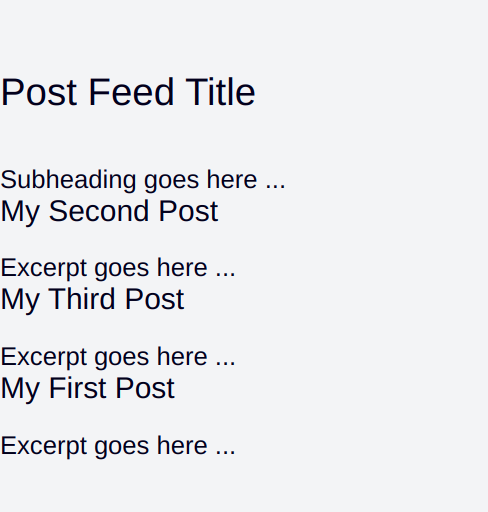 Post Feed Title
Subheading goes here ...
My Second Post
Excerpt goes here ...
My Third Post
Excerpt goes here ...
My First Post
Excerpt goes here ...